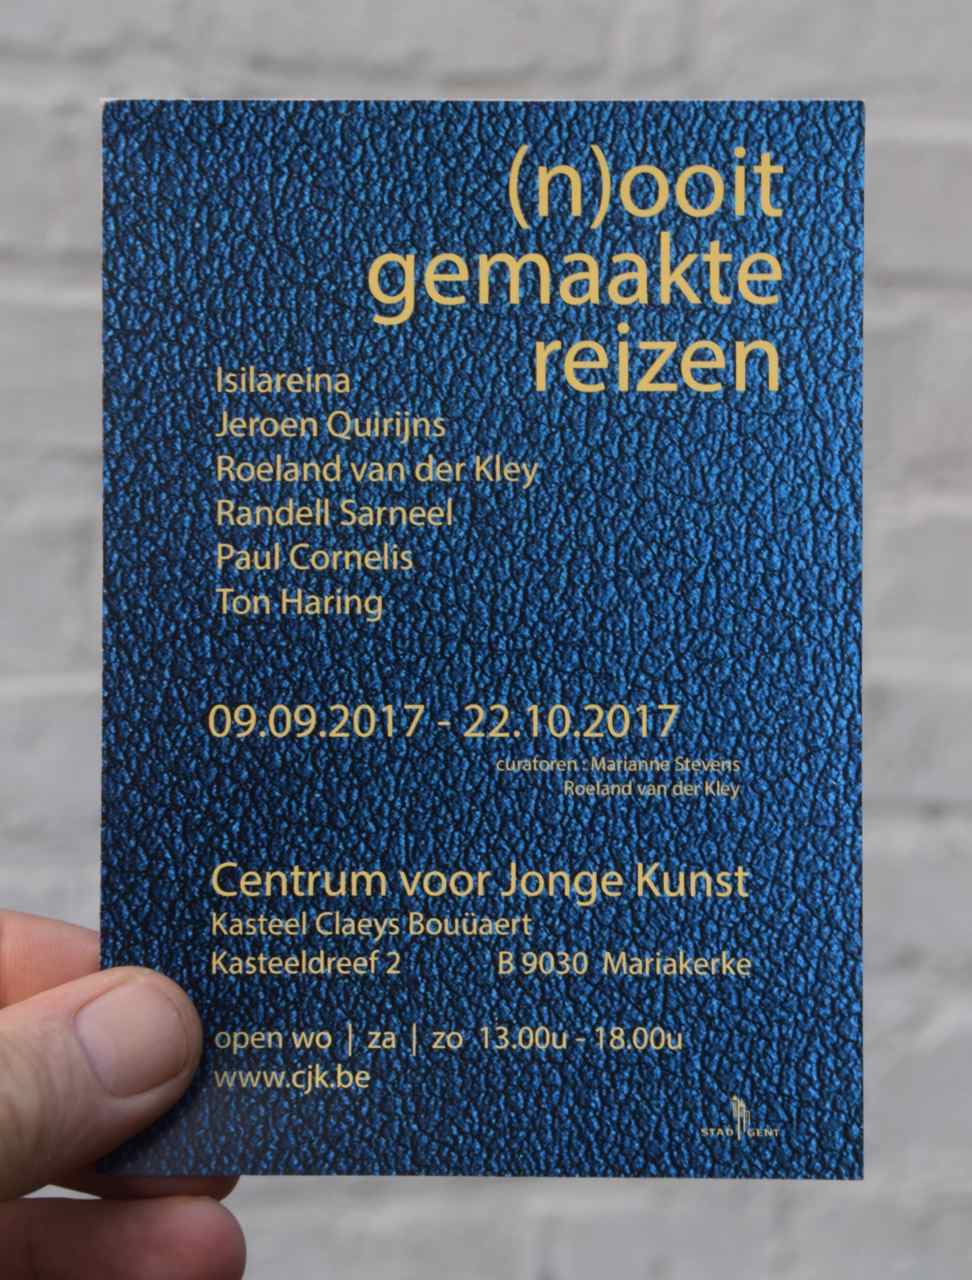 (n)ooit
gemaakte
reizen
Isilareina
Jeroen Quirijns
Roeland van der Kley
Randell Sarneel
Paul Cornelis
Ton Haring
09.09.2017 - 22.10.2017
curatoren : Marianne Stevens
Roeland van der Kley
Centrum voor Jonge Kunst
Kasteel Claeys Bouüaert
Kasteeldreef 2 B 9030 Mariakerke
open wo | za | zo 13.00u - 18.00u
www.cjk.be
STAD GENT